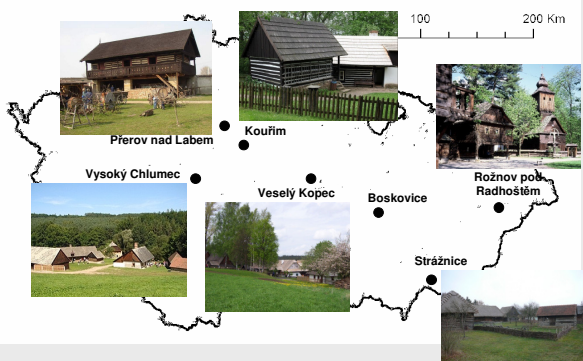 100
200 Km
Přerov nad Labem
Kouřim
Vysoký Chlumec
Veselý Kopec
Boskovice
Rožnov pod
Radhoštěm
Strážnice